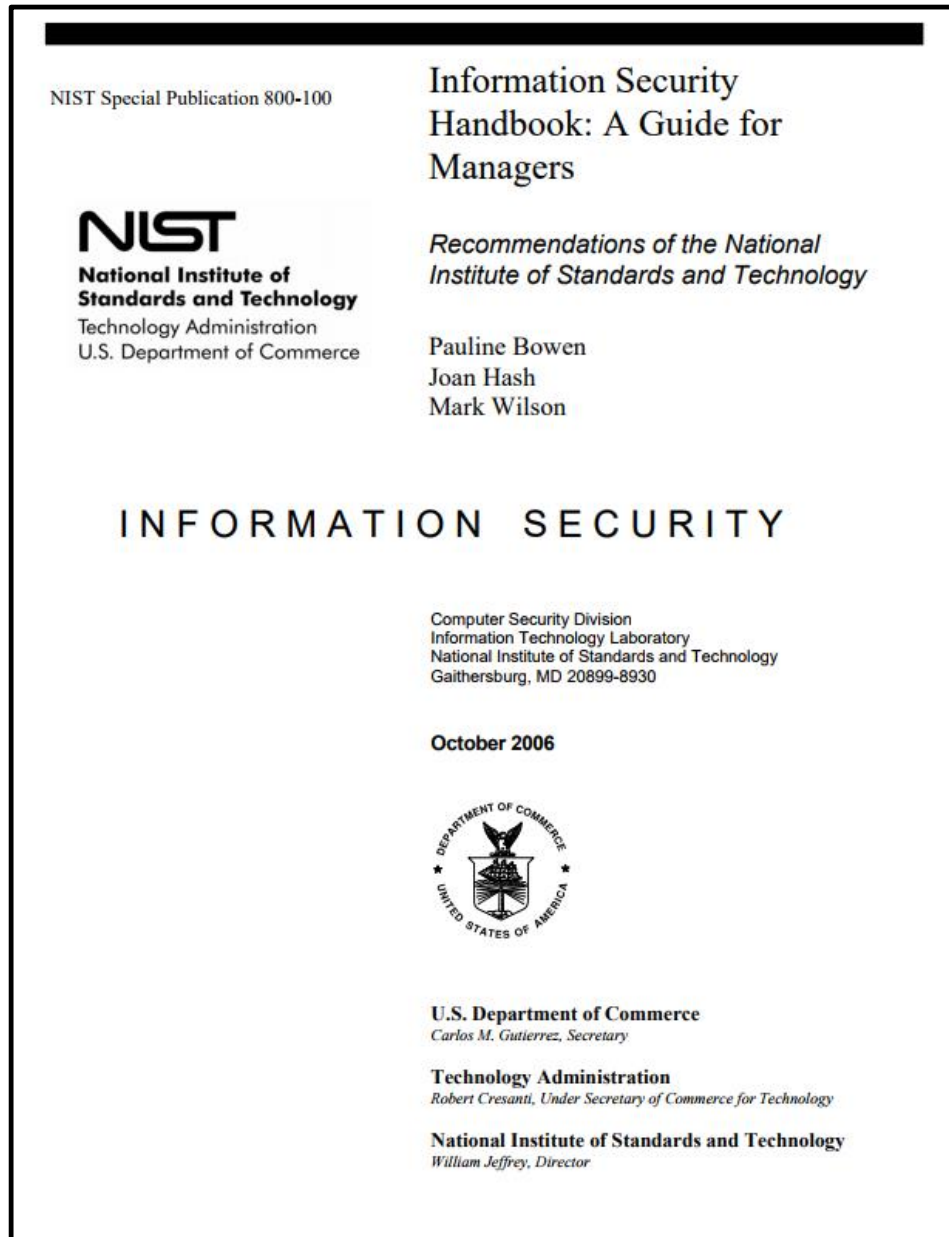 NIST Special Publication 800-100
Information Security
Handbook: A Guide for
Managers
NIST
National Institute of
Standards and Technology
Technology Administration
U.S. Department of Commerce
Recommendations of the National
Institute of Standards and Technology
Pauline Bowen
Joan Hash
Mark Wilson
INFORMATION SECURITY
Computer Security Division
Information Technology Laboratory
National Institute of Standards and Technology
Gaithersburg, MD 20899-8930
October 2006
DEPARTMENT OF COMMERCE
UNITED STATES OF AMERICA
U.S. Department of Commerce
Carlos M. Gutierrez, Secretary
Technology Administration
Robert Cresanti, Under Secretary of Commerce for Technology
National Institute of Standards and Technology
William Jeffrey, Director